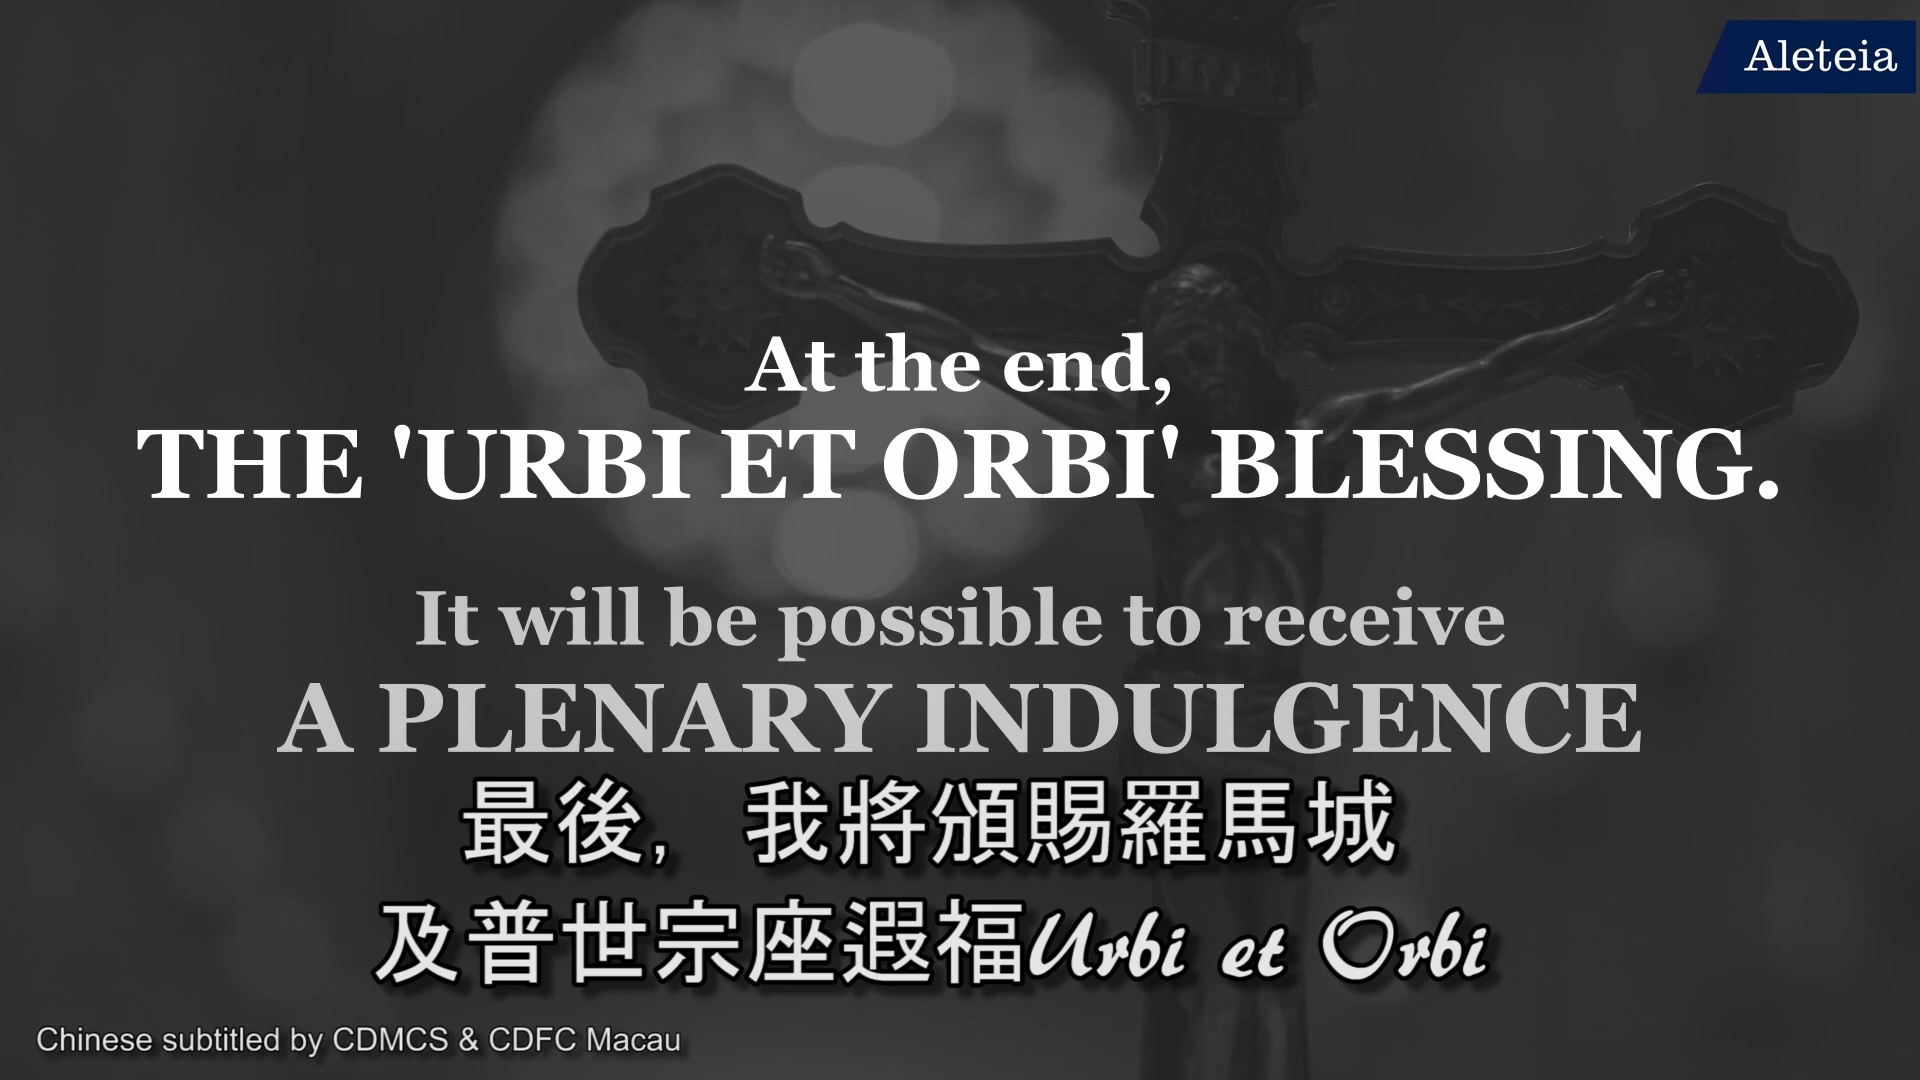 Aleteia
At the end,
THE 'URBI ET ORBI' BLESSING.
It will be possible to receive
A PLENARY INDULGENCE
最後, 我將頒賜羅馬城
及普世宗座遐福Urbi et Orbi
Chinese subtitled by CDMCS & CDFC Macau